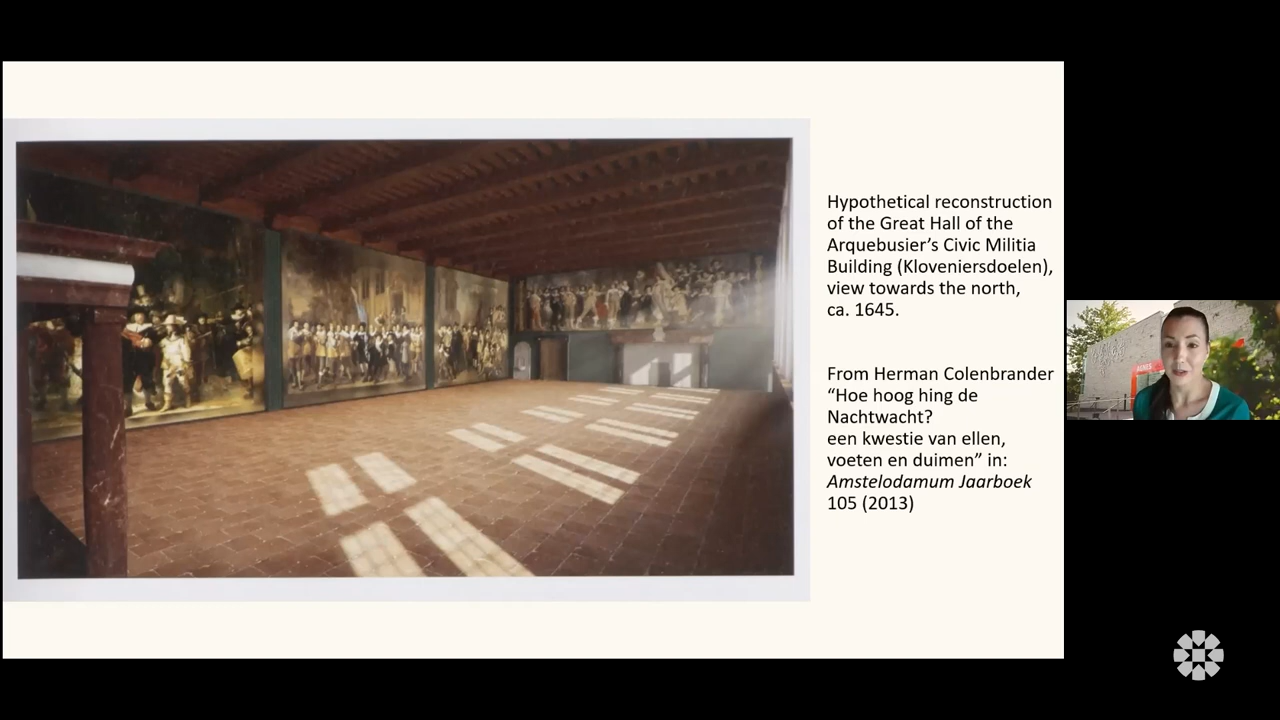 Hypothetical reconstruction
of the Great Hall of the
Arquebusier’s Civic Militia
Building (Kloveniersdoelen),
view towards the north,
ca. 1645.
From Herman Colenbrander
“Hoe hoog hing de
Nachtwacht?
een kwestie van ellen,
voeten en duimen” in:
Amstelodamum Jaarboek
105 (2013)
AGNES